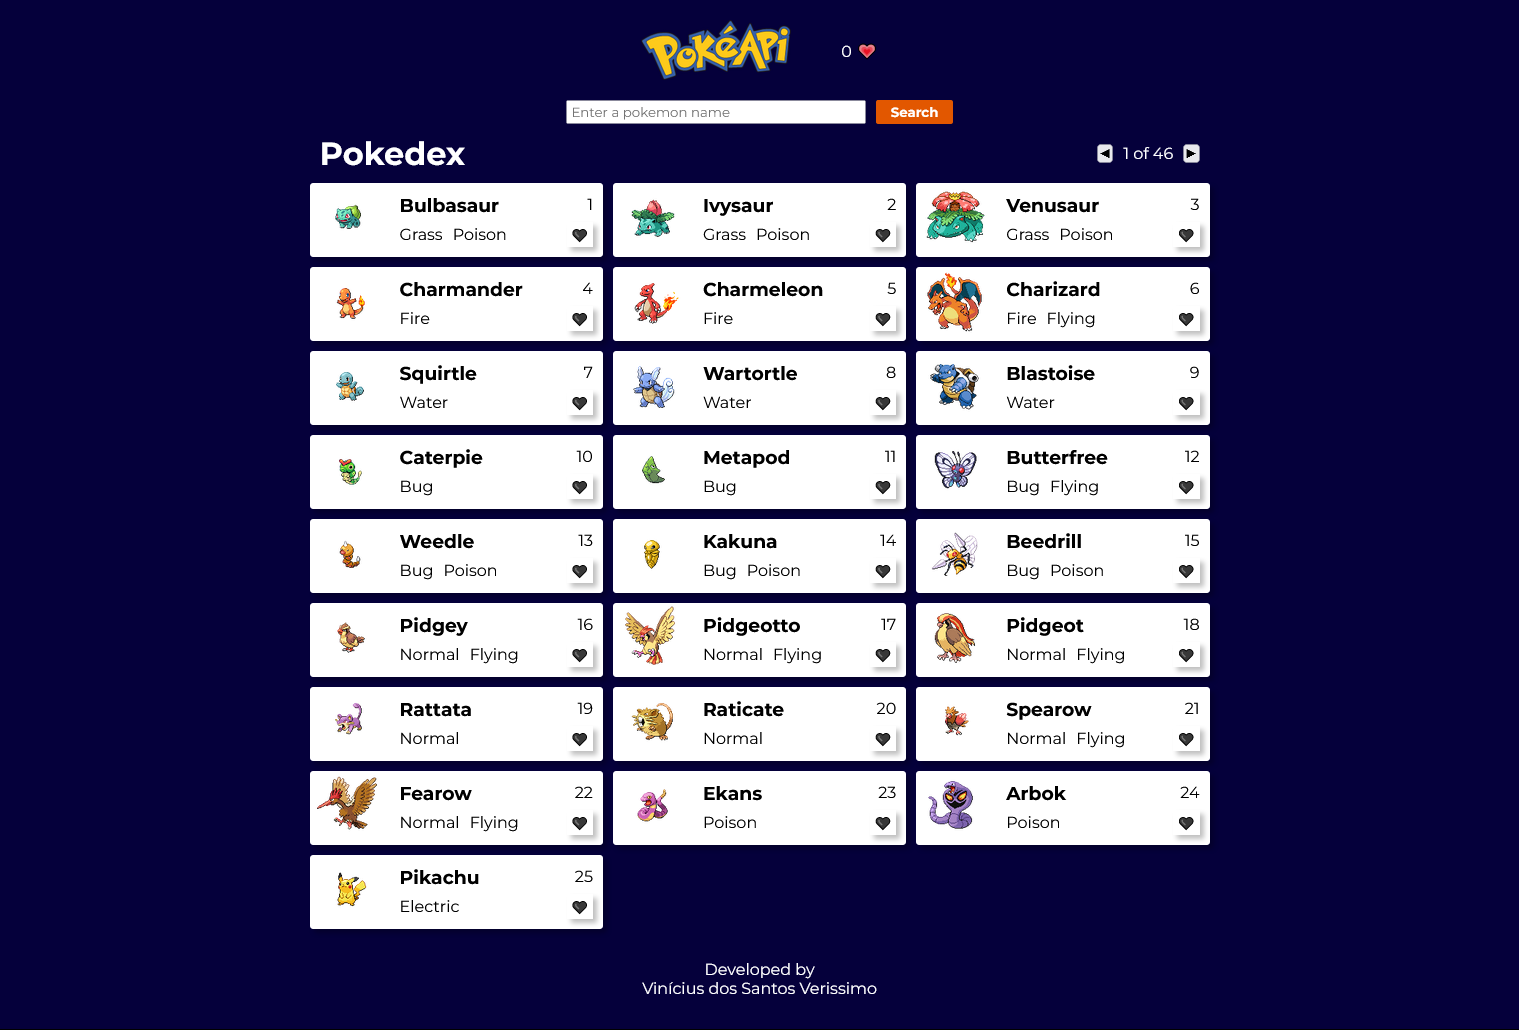 PokéAPi
0
Enter a pokemon name
Search
Pokedex
1 of 46
Bulbasaur 1
Grass Poison
Ivysaur 2
Grass Poison
Venusaur 3
Grass Poison
Charmander 4
Fire
Charmeleon 5
Fire
Charizard 6
Fire Flying
Squirtle 7
Water
Wartortle 8
Water
Blastoise 9
Water
Caterpie 10
Bug
Metapod 11
Bug
Butterfree 12
Bug Flying
Weedle 13
Bug Poison
Kakuna 14
Bug Poison
Beedrill 15
Bug Poison
Pidgey 16
Normal Flying
Pidgeotto 17
Normal Flying
Pidgeot 18
Normal Flying
Rattata 19
Normal
Raticate 20
Normal
Spearow 21
Normal Flying
Fearow 22
Normal Flying
Ekans 23
Poison
Arbok 24
Poison
Pikachu 25
Electric
Developed by
Vinícius dos Santos Verissimo